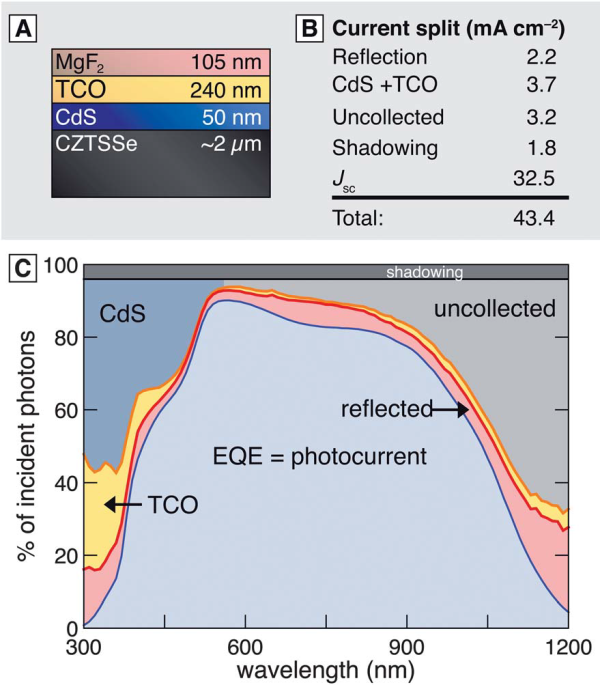 A
MgF₂ 105 nm
TCO 240 nm
CdS 50 nm
CZTSSe ~2 μm
B Current split (mA cm⁻²)
Reflection 2.2
CdS +TCO 3.7
Uncollected 3.2
Shadowing 1.8
Jsc 32.5
Total: 43.4
C
100
80
60
40
20
0
% of incident photons
shadowing
CdS
uncollected
reflected
EQE = photocurrent
TCO
300 600 900 1200
wavelength (nm)